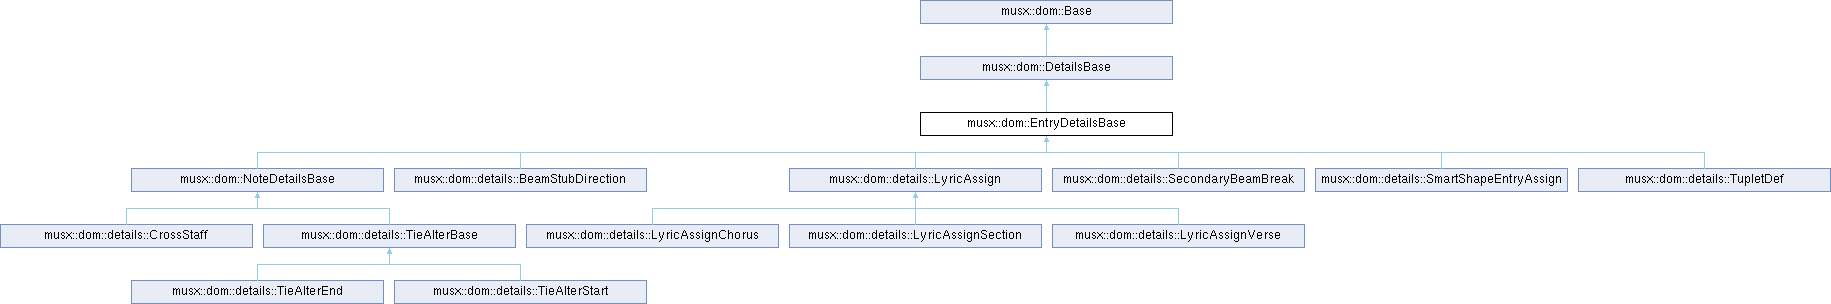 musx::dom::Base
musx::dom::DetailsBase
musx::dom::EntryDetailsBase
musx::dom::NoteDetailsBase
musx::dom::details::BeamStubDirection
musx::dom::details::LyricAssign
musx::dom::details::SecondaryBeamBreak
musx::dom::details::SmartShapeEntryAssign
musx::dom::details::TupletDef
musx::dom::details::CrossStaff
musx::dom::details::TieAlterBase
musx::dom::details::LyricAssignChorus
musx::dom::details::LyricAssignSection
musx::dom::details::LyricAssignVerse
musx::dom::details::TieAlterEnd
musx::dom::details::TieAlterStart